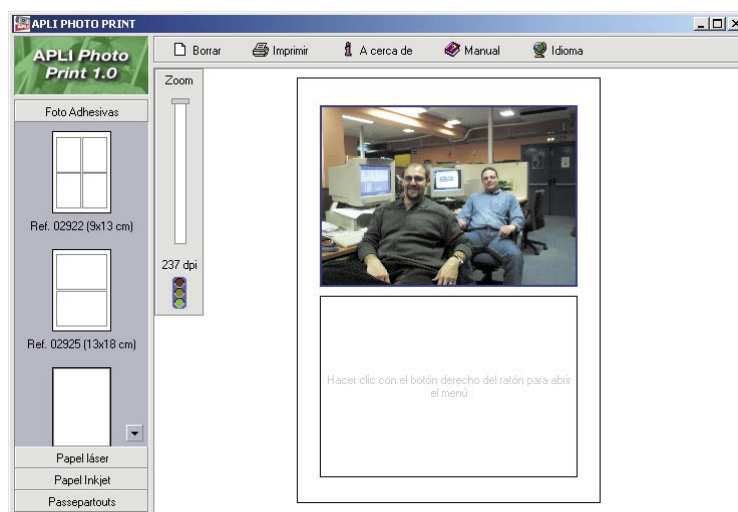 APLI PHOTO PRINT
APLI Photo
Print 1.0
Borrar
Imprimir
A cerca de
Manual
Idioma
Foto Adhesivas
Ref. 02922 (9x13 cm)
Ref. 02925 (13x18 cm)
Papel láser
Papel Inkjet
Passepartouts
Zoom
237 dpi
Hacer clic con el botón derecho del ratón para abrir
el menú